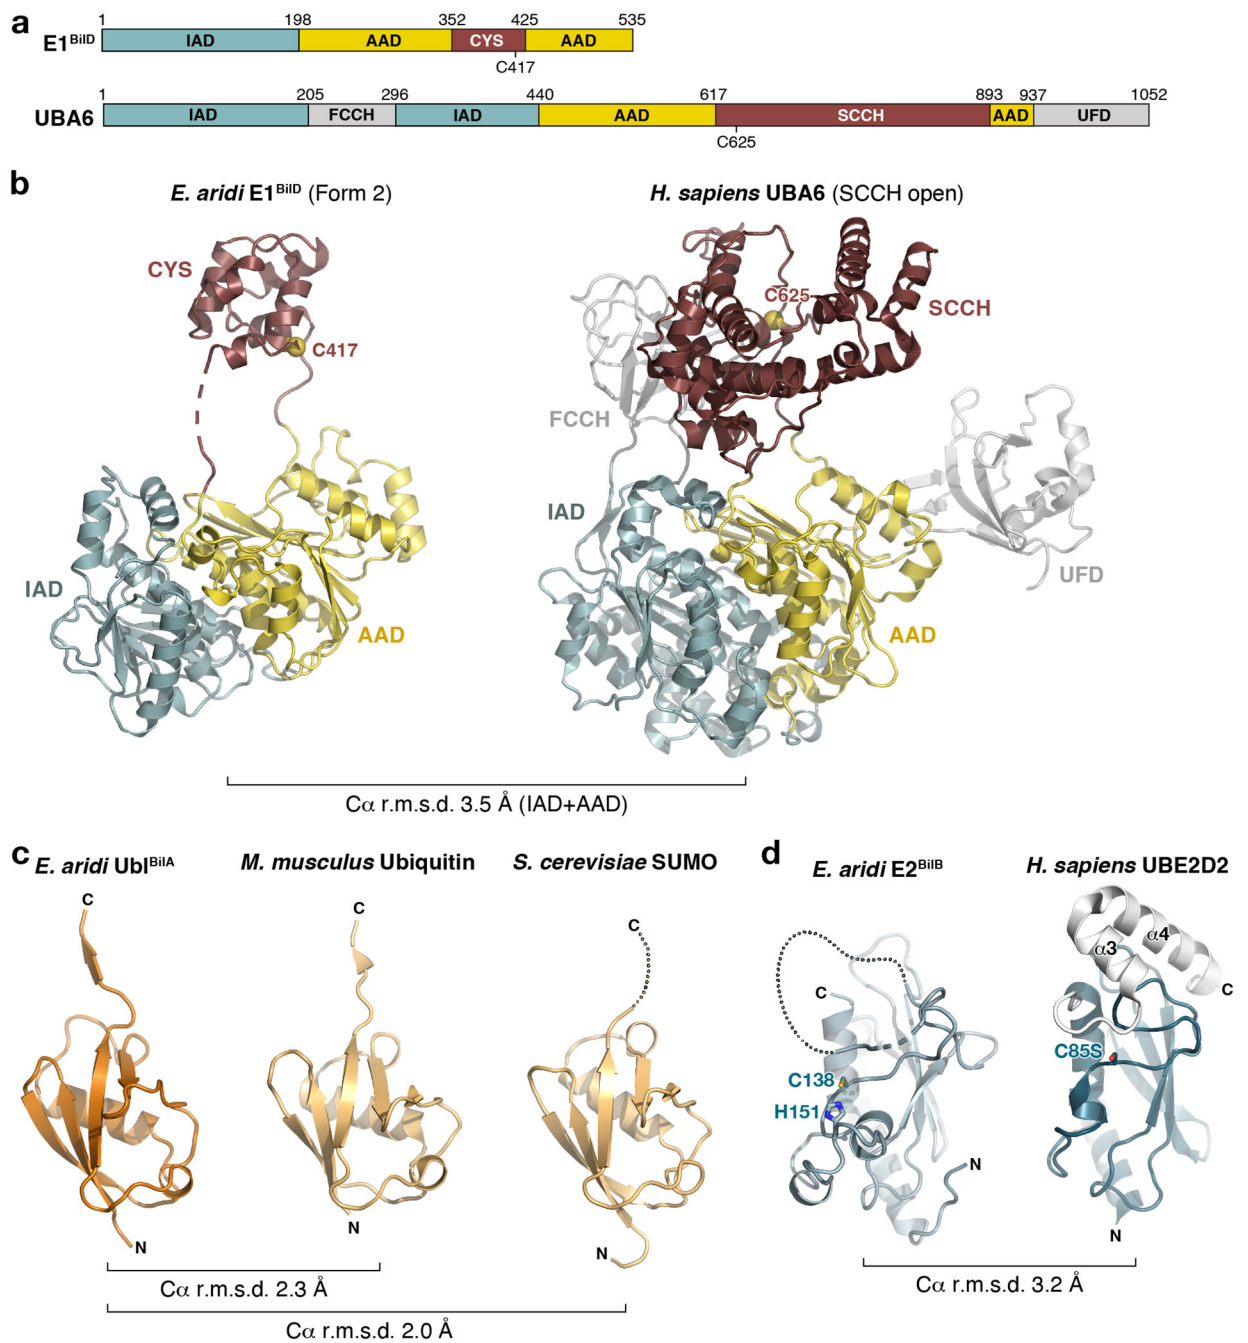 a
1 198 352 425 535
E1BilD IAD AAD CYS AAD
C417
1 205 296 440 617 893 937 1052
UBA6 IAD FCCH IAD AAD SCCH AAD UFD
C625
b
E. aridi E1BilD (Form 2)
H. sapiens UBA6 (SCCH open)
CYS
C417
IAD
AAD
C625
SCCH
FCCH
IAD
UFD
AAD
Cα r.m.s.d. 3.5 Å (IAD+AAD)
c
E. aridi UblBilA
M. musculus Ubiquitin
S. cerevisiae SUMO
C
C
C
N
N
N
Cα r.m.s.d. 2.3 Å
Cα r.m.s.d. 2.0 Å
d
E. aridi E2BilB
H. sapiens UBE2D2
C
C138
H151
N
α3
α4
C
C85S
N
Cα r.m.s.d. 3.2 Å